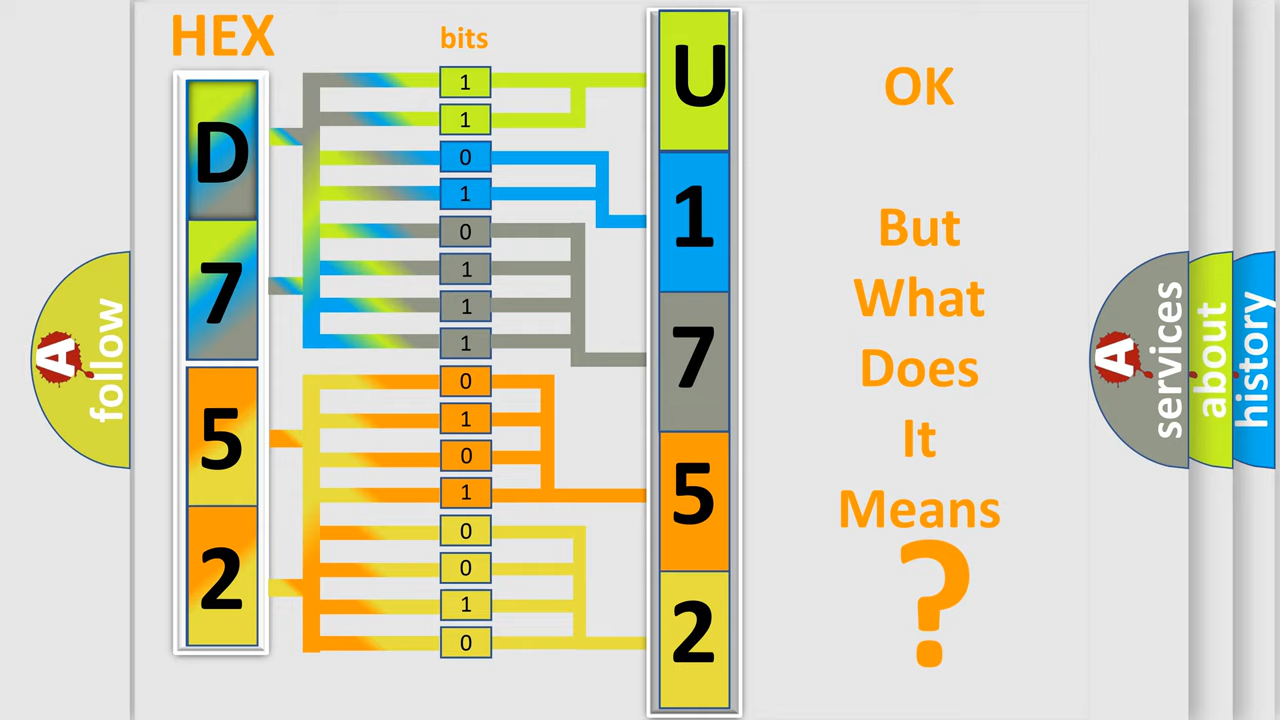 HEX
bits
D
7
5
2
1
1
0
1
0
1
1
1
0
1
0
1
0
0
1
0
U
1
7
5
2
OK
But
What
Does
It
Means
?
A
follow
A
services
about
history